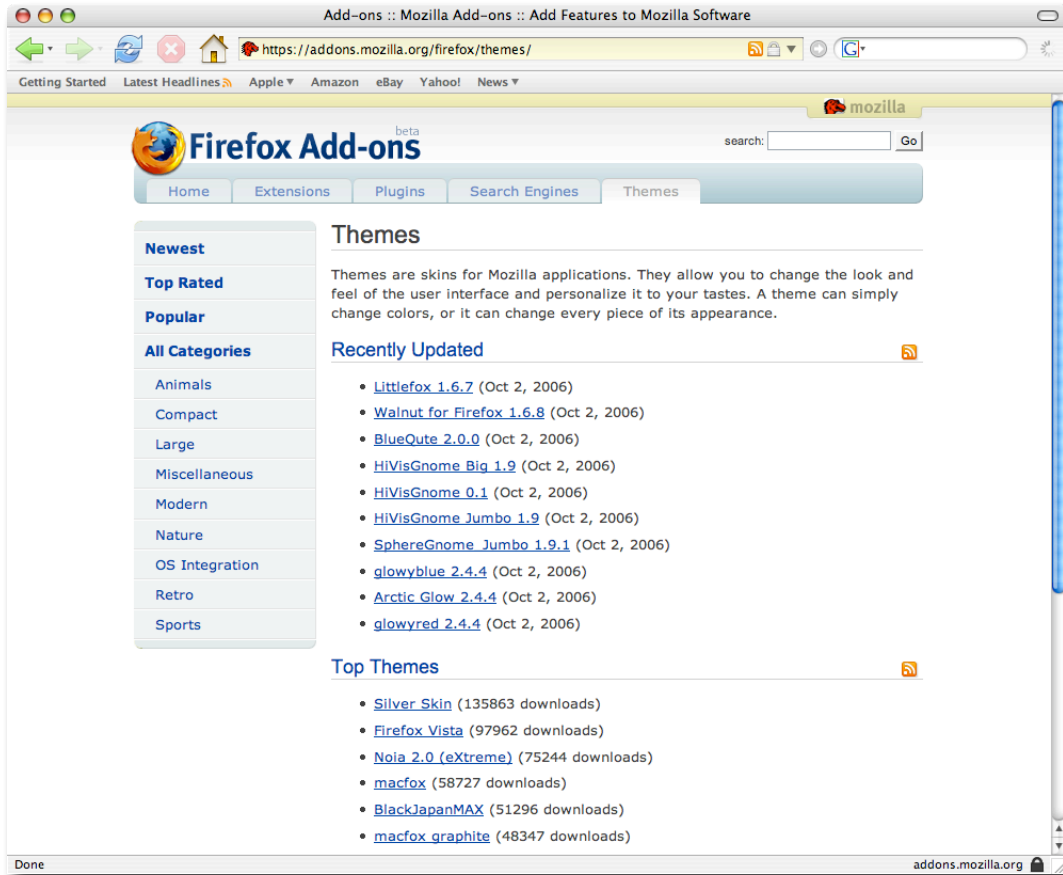 Add-ons :: Mozilla Add-ons :: Add Features to Mozilla Software
https://addons.mozilla.org/firefox/themes/
G
Getting Started Latest Headlines Apple Amazon eBay Yahoo! News
mozilla
Firefox Add-ons beta
search: Go
Home Extensions Plugins Search Engines Themes
Newest
Top Rated
Popular
All Categories
Animals
Compact
Large
Miscellaneous
Modern
Nature
OS Integration
Retro
Sports
Themes
Themes are skins for Mozilla applications. They allow you to change the look and
feel of the user interface and personalize it to your tastes. A theme can simply
change colors, or it can change every piece of its appearance.
Recently Updated
• Littlefox 1.6.7 (Oct 2, 2006)
• Walnut for Firefox 1.6.8 (Oct 2, 2006)
• BlueQute 2.0.0 (Oct 2, 2006)
• HiVisGnome Big 1.9 (Oct 2, 2006)
• HiVisGnome 0.1 (Oct 2, 2006)
• HiVisGnome Jumbo 1.9 (Oct 2, 2006)
• SphereGnome_Jumbo 1.9.1 (Oct 2, 2006)
• glowyblue 2.4.4 (Oct 2, 2006)
• Arctic Glow 2.4.4 (Oct 2, 2006)
• glowyred 2.4.4 (Oct 2, 2006)
Top Themes
• Silver Skin (135863 downloads)
• Firefox Vista (97962 downloads)
• Noia 2.0 (eXtreme) (75244 downloads)
• macfox (58727 downloads)
• BlackJapanMAX (51296 downloads)
• macfox graphite (48347 downloads)
Done addons.mozilla.org